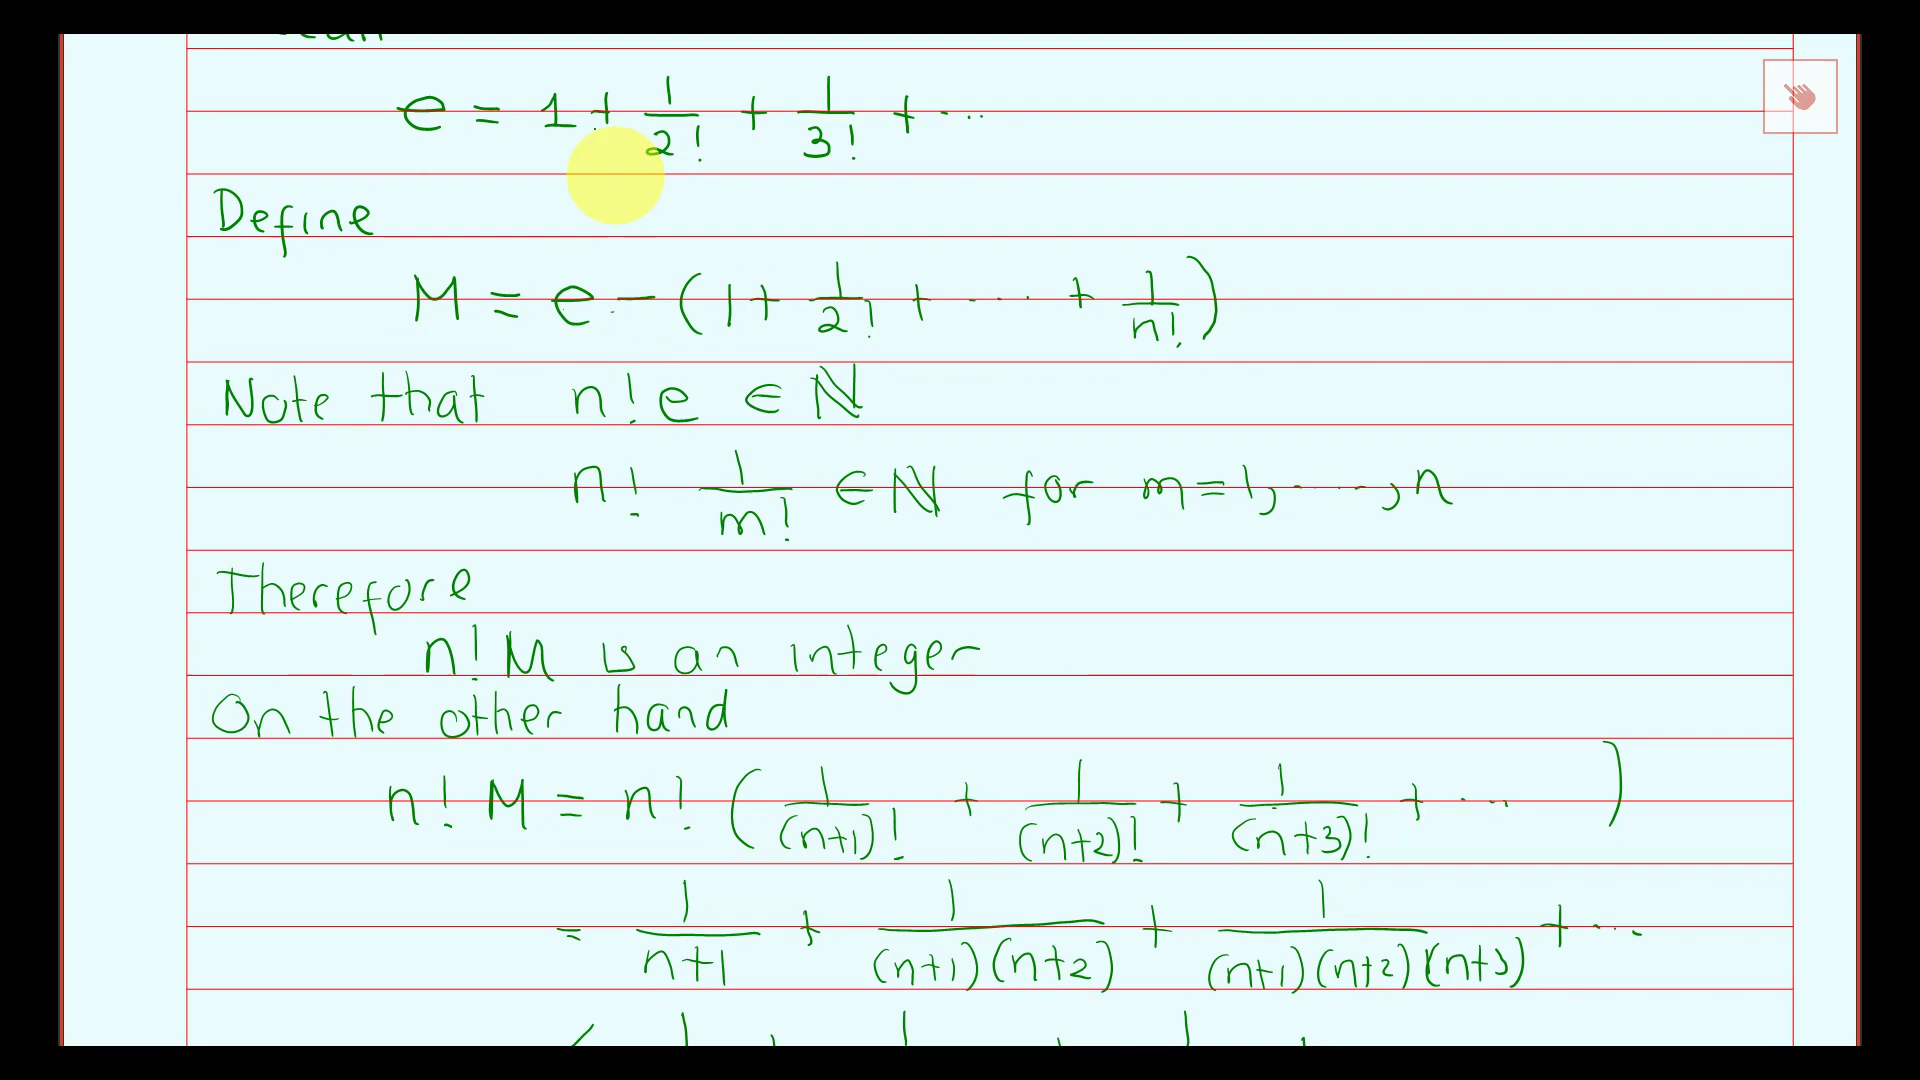 e = 1 + 1/2! + 1/3! + ...
Define
M = e - (1 + 1/2! + ... + 1/n!)
Note that n!e ∈ ℕ
n! 1/m! ∈ ℕ for m=1, ..., n
Therefore
n!M is an integer
On the other hand
n! M = n! (1/(n+1)! + 1/(n+2)! + 1/(n+3)! + ... )
= 1/(n+1) + 1/((n+1)(n+2)) + 1/((n+1)(n+2)(n+3)) + ...